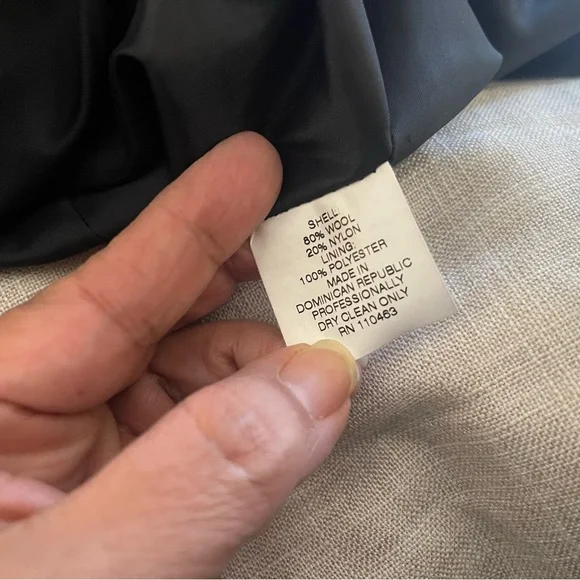 SHELL:
80% WOOL
20% NYLON
LINING:
100% POLYESTER
MADE IN
DOMINICAN REPUBLIC
PROFESSIONALLY
DRY CLEAN ONLY
RN 110463